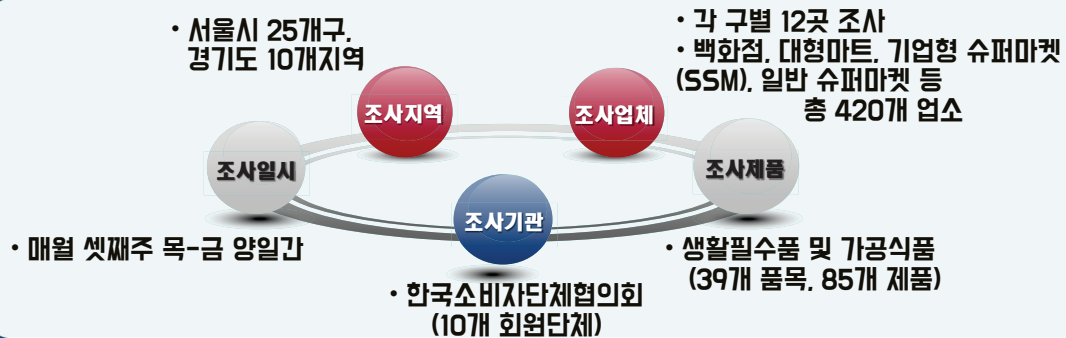 • 서울시 25개구,
경기도 10개지역
• 각 구별 12곳 조사
• 백화점, 대형마트, 기업형 슈퍼마켓
(SSM), 일반 슈퍼마켓 등
총 420개 업소
조사지역
조사업체
조사일시
조사제품
조사기관
• 매월 셋째주 목-금 양일간
• 생활필수품 및 가공식품
(39개 품목, 85개 제품)
• 한국소비자단체협의회
(10개 회원단체)